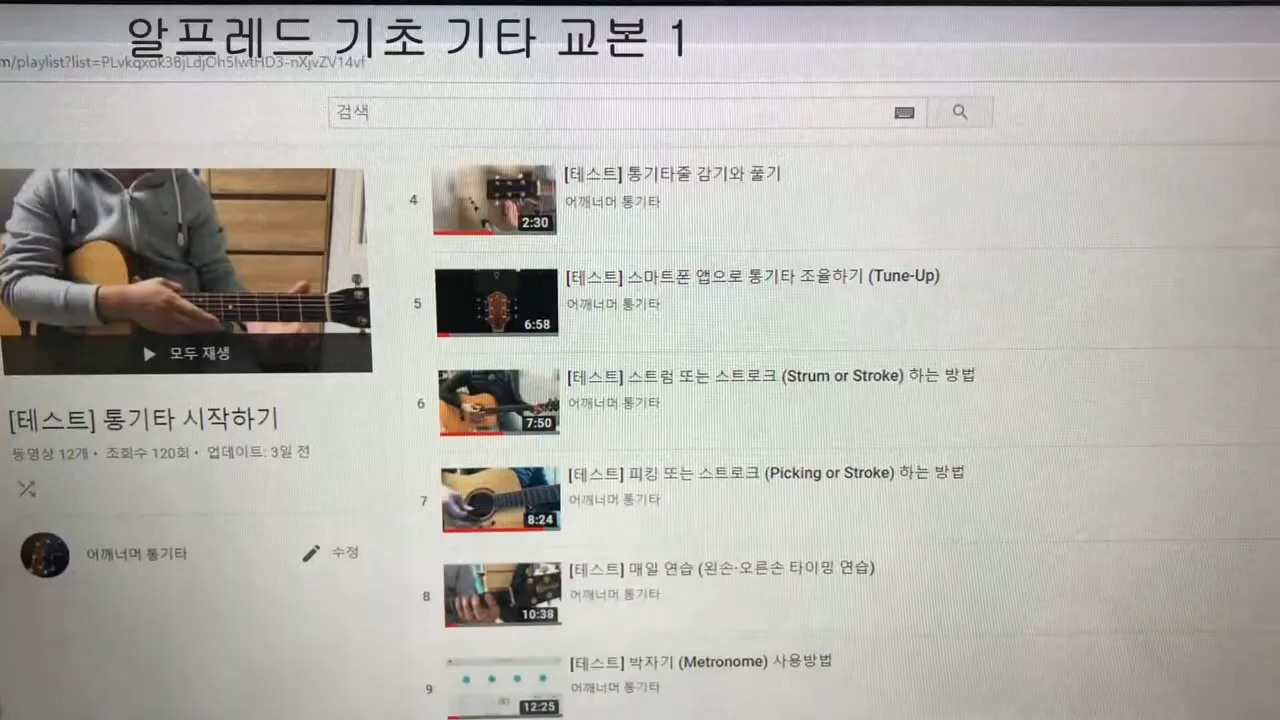 알프레드 기초 기타 교본 1
m/playlist?list=PLvkqxok38jLdjOh5IwtHD3-nXjvZV14vf
검색
4
2:30
[테스트] 통기타줄 감기와 풀기
어깨너머 통기타
5
6:58
[테스트] 스마트폰 앱으로 통기타 조율하기 (Tune-Up)
어깨너머 통기타
6
7:50
[테스트] 스트럼 또는 스트로크 (Strum or Stroke) 하는 방법
어깨너머 통기타
7
8:24
[테스트] 피킹 또는 스트로크 (Picking or Stroke) 하는 방법
어깨너머 통기타
8
10:38
[테스트] 매일 연습 (왼손·오른손 타이밍 연습)
어깨너머 통기타
9
80
12:25
[테스트] 박자기 (Metronome) 사용방법
어깨너머 통기타
모두 재생
[테스트] 통기타 시작하기
동영상 12개 • 조회수 120회 • 업데이트: 3일 전
어깨너머 통기타
수정